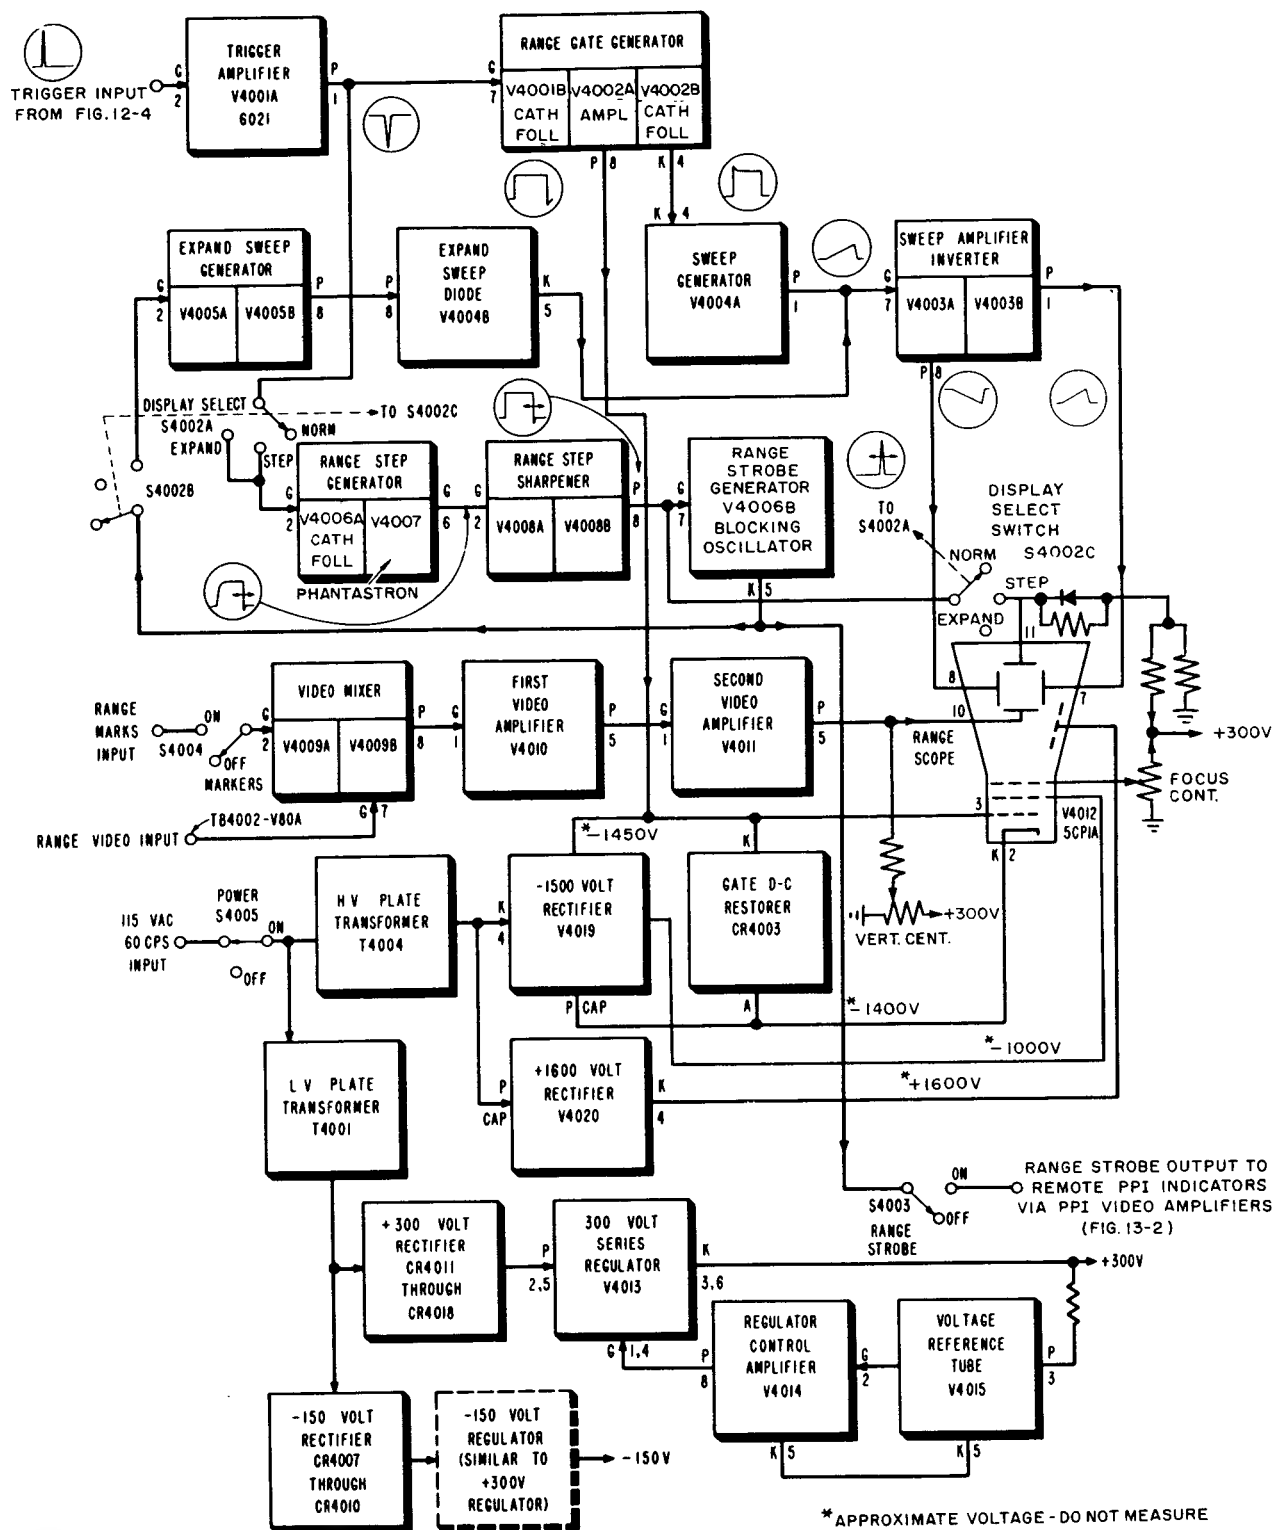 TRIGGER INPUT
FROM FIG.12-4
G
2
TRIGGER
AMPLIFIER
V4001A
6021
P
1
G
7
RANGE GATE GENERATOR
V4001B
CATH
FOLL
V4002A
AMPL
V4002B
CATH
FOLL
P 8
K 4
EXPAND SWEEP
GENERATOR
V4005A
V4005B
G
2
P
8
P
8
EXPAND
SWEEP
DIODE
V4004B
K
5
K 4
SWEEP
GENERATOR
V4004A
P
1
G
7
SWEEP AMPLIFIER
INVERTER
V4003A
V4003B
P
1
P 8
DISPLAY SELECT
S4002A
EXPAND
STEP
NORM
TO S4002C
S4002B
G
2
RANGE STEP
GENERATOR
V4006A
CATH
FOLL
V4007
PHANTASTRON
G
6
G
2
RANGE STEP
SHARPENER
V4008A
V4008B
P
8
G
7
RANGE
STROBE
GENERATOR
V4006B
BLOCKING
OSCILLATOR
K 5
TO
S4002A
DISPLAY
SELECT
SWITCH
S4002C
NORM
STEP
EXPAND
11
8
7
10
RANGE
SCOPE
3
K 2
V4012
5CP1A
+300V
FOCUS
CONT.
RANGE
MARKS
INPUT
S4004
ON
OFF
MARKERS
G
2
VIDEO MIXER
V4009A
V4009B
P
8
G 7
TB4002-V80A
RANGE VIDEO INPUT
G
1
FIRST
VIDEO
AMPLIFIER
V4010
P
5
G
1
SECOND
VIDEO
AMPLIFIER
V4011
P
5
+300V
VERT. CENT.
115 VAC
60 CPS
INPUT
POWER
S4005
ON
OFF
HV PLATE
TRANSFORMER
T4004
K
4
-1500 VOLT
RECTIFIER
V4019
P CAP
*-1450V
K
GATE D-C
RESTORER
CR4003
A
*-1400V
*-1000V
*+1600V
LV PLATE
TRANSFORMER
T4001
P
CAP
+1600 VOLT
RECTIFIER
V4020
K
4
S4003
ON
OFF
RANGE
STROBE
RANGE STROBE OUTPUT TO
REMOTE PPI INDICATORS
VIA PPI VIDEO AMPLIFIERS
(FIG. 13-2)
+300 VOLT
RECTIFIER
CR4011
THROUGH
CR4018
P
2,5
300 VOLT
SERIES
REGULATOR
V4013
K
3,6
+300V
G 1,4
P
8
REGULATOR
CONTROL
AMPLIFIER
V4014
G
2
VOLTAGE
REFERENCE
TUBE
V4015
P
3
K 5
K 5
-150 VOLT
RECTIFIER
CR4007
THROUGH
CR4010
-150 VOLT
REGULATOR
(SIMILAR TO
+300V
REGULATOR)
-150V
*APPROXIMATE VOLTAGE-DO NOT MEASURE